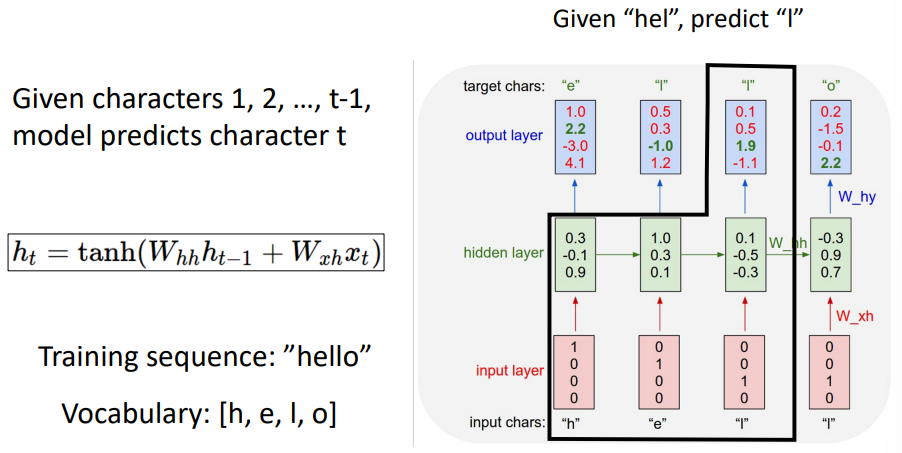 Given “hel”, predict “l”
Given characters 1, 2, ..., t-1,
model predicts character t
h_t = tanh(W_hh h_{t-1} + W_xh x_t)
Training sequence: ”hello”
Vocabulary: [h, e, l, o]
target chars: “e” “l” “l” “o”
output layer
1.0 0.5 0.1 0.2
2.2 0.3 0.5 -1.5
-3.0 -1.0 1.9 -0.1
4.1 1.2 -1.1 2.2
W_hy
hidden layer
0.3 1.0 0.1 -0.3
-0.1 0.3 -0.5 0.9
0.9 0.1 -0.3 0.7
W_hh
W_xh
input layer
1 0 0 0
0 1 0 0
0 0 1 1
0 0 0 0
input chars: “h” “e” “l” “l”